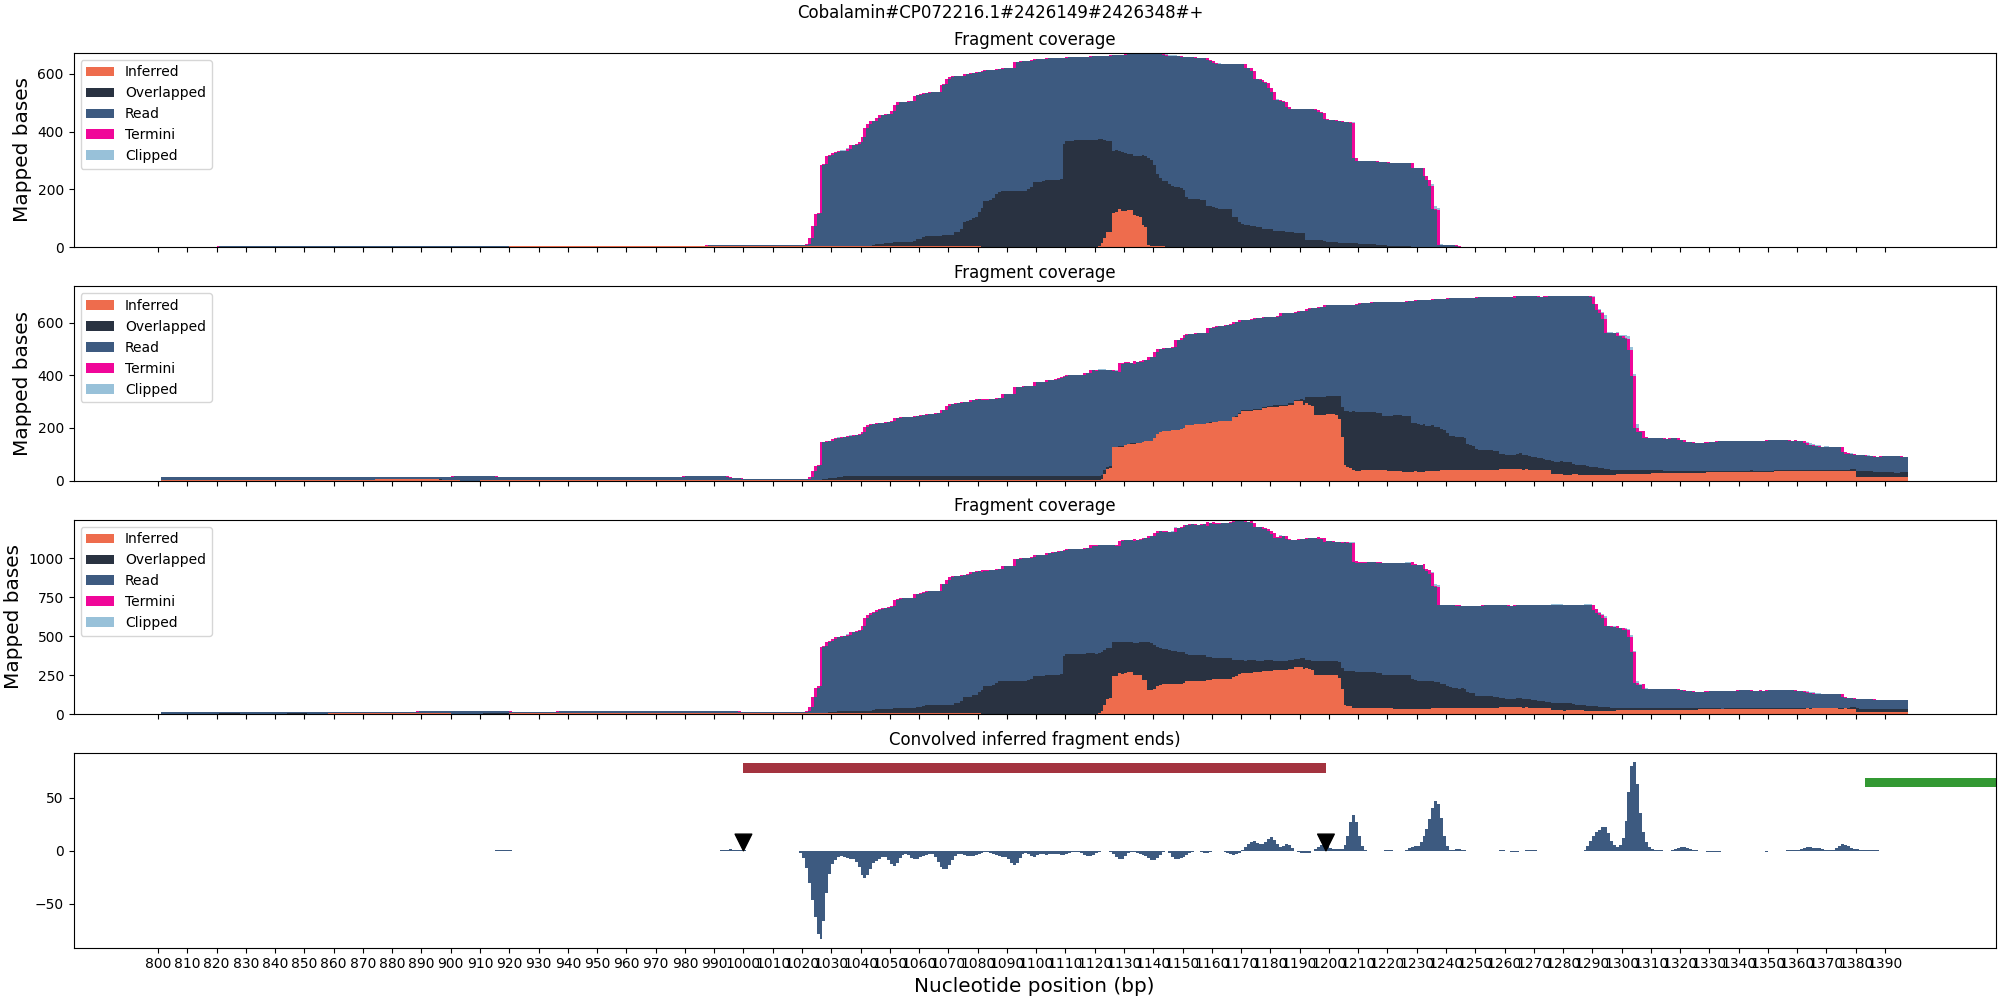 Cobalamin#CP072216.1#2426149#2426348#+
Fragment coverage
Mapped bases
600
400
200
0
Inferred
Overlapped
Read
Termini
Clipped
Fragment coverage
Mapped bases
600
400
200
0
Inferred
Overlapped
Read
Termini
Clipped
Fragment coverage
Mapped bases
1000
750
500
250
0
Inferred
Overlapped
Read
Termini
Clipped
Convolved inferred fragment ends)
50
0
−50
800 810 820 830 840 850 860 870 880 890 900 910 920 930 940 950 960 970 980 990 1000 1010 1020 1030 1040 1050 1060 1070 1080 1090 1100 1110 1120 1130 1140 1150 1160 1170 1180 1190 1200 1210 1220 1230 1240 1250 1260 1270 1280 1290 1300 1310 1320 1330 1340 1350 1360 1370 1380 1390
Nucleotide position (bp)